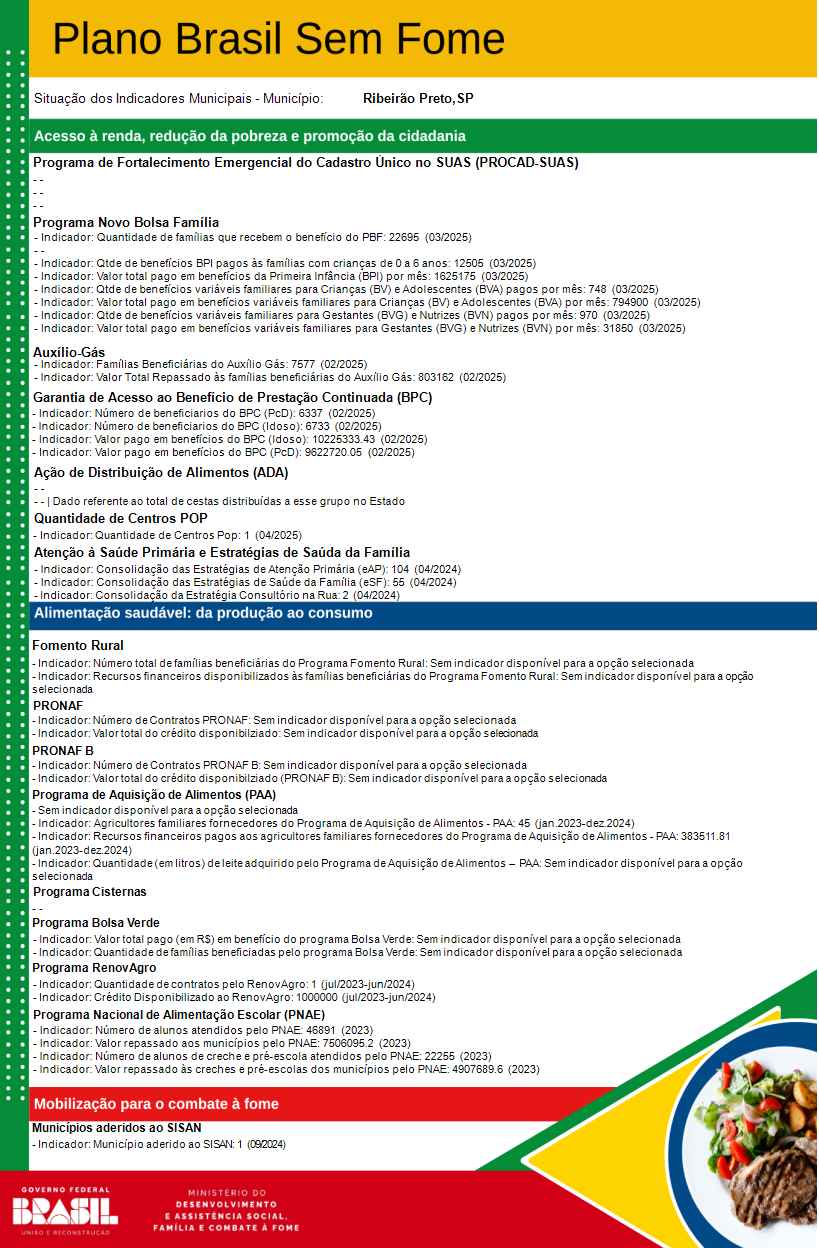 Plano Brasil Sem Fome
Situação dos Indicadores Municipais - Município: Ribeirão Preto,SP
Acesso à renda, redução da pobreza e promoção da cidadania
Programa de Fortalecimento Emergencial do Cadastro Único no SUAS (PROCAD-SUAS)
- -
- -
- -
Programa Novo Bolsa Família
- Indicador: Quantidade de famílias que recebem o benefício do PBF: 22695 (03/2025)
- -
- Indicador: Qtde de benefícios BPI pagos às famílias com crianças de 0 a 6 anos: 12505 (03/2025)
- Indicador: Valor total pago em benefícios da Primeira Infância (BPI) por mês: 1625175 (03/2025)
- Indicador: Qtde de benefícios variáveis familiares para Crianças (BV) e Adolescentes (BVA) pagos por mês: 748 (03/2025)
- Indicador: Valor total pago em benefícios variáveis familiares para Crianças (BV) e Adolescentes (BVA) por mês: 794900 (03/2025)
- Indicador: Qtde de benefícios variáveis familiares para Gestantes (BVG) e Nutrizes (BVN) pagos por mês: 970 (03/2025)
- Indicador: Valor total pago em benefícios variáveis familiares para Gestantes (BVG) e Nutrizes (BVN) por mês: 31850 (03/2025)
Auxílio-Gás
- Indicador: Famílias Beneficiárias do Auxílio Gás: 7577 (02/2025)
- Indicador: Valor Total Repassado às famílias beneficiárias do Auxílio Gás: 803162 (02/2025)
Garantia de Acesso ao Benefício de Prestação Continuada (BPC)
- Indicador: Número de beneficiarios do BPC (PcD): 6337 (02/2025)
- Indicador: Número de beneficiarios do BPC (Idoso): 6733 (02/2025)
- Indicador: Valor pago em benefícios do BPC (Idoso): 10225333.43 (02/2025)
- Indicador: Valor pago em benefícios do BPC (PcD): 9622720.05 (02/2025)
Ação de Distribuição de Alimentos (ADA)
- -
- - | Dado referente ao total de cestas distribuídas a esse grupo no Estado
Quantidade de Centros POP
- Indicador: Quantidade de Centros Pop: 1 (04/2025)
Atenção à Saúde Primária e Estratégias de Saúda da Família
- Indicador: Consolidação das Estratégias de Atenção Primária (eAP): 104 (04/2024)
- Indicador: Consolidação das Estratégias de Saúde da Família (eSF): 55 (04/2024)
- Indicador: Consolidação da Estratégia Consultório na Rua: 2 (04/2024)
Alimentação saudável: da produção ao consumo
Fomento Rural
- Indicador: Número total de famílias beneficiárias do Programa Fomento Rural: Sem indicador disponível para a opção selecionada
- Indicador: Recursos financeiros disponibilizados às famílias beneficiárias do Programa Fomento Rural: Sem indicador disponível para a opção
selecionada
PRONAF
- Indicador: Número de Contratos PRONAF: Sem indicador disponível para a opção selecionada
- Indicador: Valor total do crédito disponibilziado: Sem indicador disponível para a opção selecionada
PRONAF B
- Indicador: Número de Contratos PRONAF B: Sem indicador disponível para a opção selecionada
- Indicador: Valor total do crédito disponibilziado (PRONAF B): Sem indicador disponível para a opção selecionada
Programa de Aquisição de Alimentos (PAA)
- Sem indicador disponível para a opção selecionada
- Indicador: Agricultores familiares fornecedores do Programa de Aquisição de Alimentos - PAA: 45 (jan.2023-dez.2024)
- Indicador: Recursos financeiros pagos aos agricultores familiares fornecedores do Programa de Aquisição de Alimentos - PAA: 383511.81
(jan.2023-dez.2024)
- Indicador: Quantidade (em litros) de leite adquirido pelo Programa de Aquisição de Alimentos – PAA: Sem indicador disponível para a opção
selecionada
Programa Cisternas
- -
Programa Bolsa Verde
- Indicador: Valor total pago (em R$) em benefício do programa Bolsa Verde: Sem indicador disponível para a opção selecionada
- Indicador: Quantidade de famílias beneficiadas pelo programa Bolsa Verde: Sem indicador disponível para a opção selecionada
Programa RenovAgro
- Indicador: Quantidade de contratos pelo RenovAgro: 1 (jul/2023-jun/2024)
- Indicador: Crédito Disponibilizado ao RenovAgro: 1000000 (jul/2023-jun/2024)
Programa Nacional de Alimentação Escolar (PNAE)
- Indicador: Número de alunos atendidos pelo PNAE: 46891 (2023)
- Indicador: Valor repassado aos municípios pelo PNAE: 7506095.2 (2023)
- Indicador: Número de alunos de creche e pré-escola atendidos pelo PNAE: 22255 (2023)
- Indicador: Valor repassado às creches e pré-escolas dos municípios pelo PNAE: 4907689.6 (2023)
Mobilização para o combate à fome
Municípios aderidos ao SISAN
- Indicador: Município aderido ao SISAN: 1 (09/2024)
GOVERNO FEDERAL
BRASIL
UNIÃO E RECONSTRUÇÃO
MINISTÉRIO DO
DESENVOLVIMENTO
E ASSISTÊNCIA SOCIAL,
FAMÍLIA E COMBATE À FOME